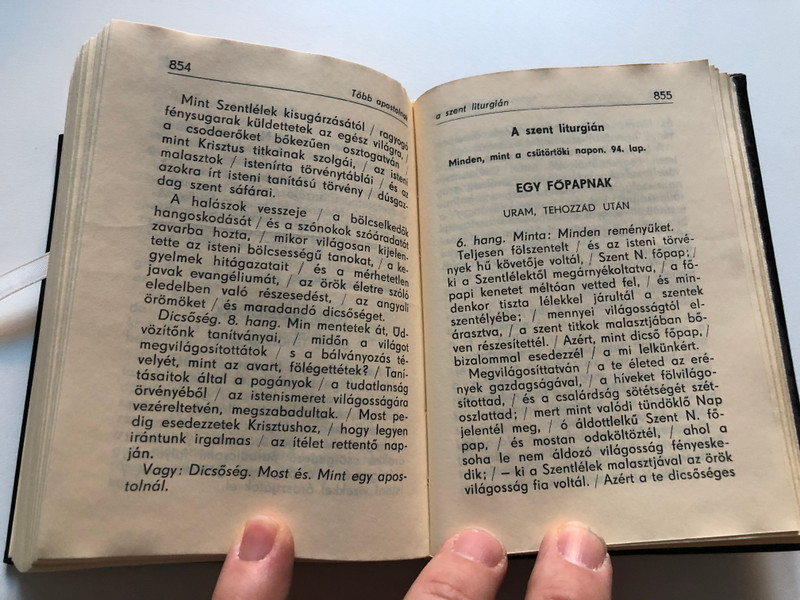 854
Több apostolnak
Mint Szentlélek kisugárzásától / ragyogó
fénysugarak küldettetek az egész világra, /
a csodaerőket bőkezűen osztogatván /
mint Krisztus titkainak szolgái, / az isteni
malasztok / istenírta törvénytáblái / és az
azokra írt isteni tanítású törvény / dúsgaz-
dag szent sáfárai.
A halászok vesszeje / a bölcselkedők
hangoskodását / és a szónokok szóáradatát
zavarba hozta, / mikor világosan kijelen-
tette az isteni bölcsességű tanokat, / a ke-
gyelmek hitágazatait / és a mérhetetlen
javak evangéliumát, / az örök életre szóló
eledelben való részesedést, / az angyali
örömöket / és maradandó dicsőséget.
Dicsőség. 8. hang. Min mentetek át, Üd-
vözítőnk tanítványai, / midőn a világot
megvilágosítottátok / s a bálványozás té-
velyét, mint az avart, fölégettétek? / Taní-
tásaitok által a pogányok / a tudatlanság
örvényéből / az istenismeret világosságára
vezéreltetvén, megszabadultak. / Most pe-
dig esedezzetek Krisztushoz, / hogy legyen
irántunk irgalmas / az ítélet rettentő nap-
ján.
Vagy: Dicsőség. Most és. Mint egy apos-
tolnál.
a szent liturgián
855
A szent liturgián
Minden, mint a csütörtöki napon. 94. lap.
EGY FŐPAPNAK
URAM, TEHOZZÁD UTÁN
6. hang. Minta: Minden reményüket.
Teljesen fölszentelt / és az isteni törvé-
nyek hű követője voltál, / Szent N. főpap; /
ki a Szentlélektől megárnyékoltatva, / a fő-
papi kenetet méltóan vetted fel, / és min-
denkor tiszta lélekkel járultál a szentek
szentélyébe; / mennyei világosságtól el-
árasztva, / a szent titkok malasztjában bő-
ven részesítettél. / Azért, mint dicső főpap, /
bizalommal esedezzél / a mi lelkünkért.
Megvilágosíttatván / a te életed az eré-
nyek gazdagságával, / a híveket fölvilágo-
sítottad, / és a csalárdság sötétségét szét-
oszlattad; / mert mint valódi tündöklő Nap
jelentél meg, / ó áldottlelkű Szent N. fő-
pap, / és mostan odaköltöztél, / ahol a
soha le nem áldozó világosság fényeske-
dik; / – ki a Szentlélek malasztjával az örök
világosság fia voltál. / Azért a te dicsőséges